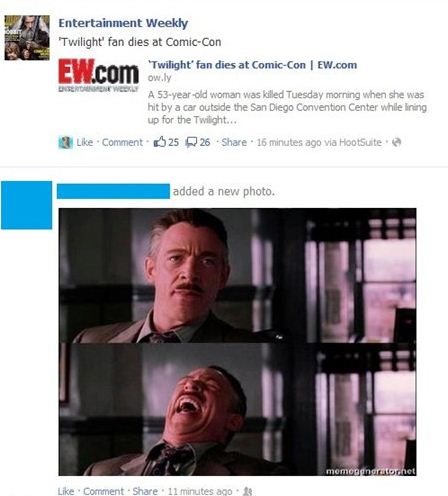 Entertainment Weekly
'Twilight' fan dies at Comic-Con
EW.com
ENTERTAINMENT WEEKLY
'Twilight' fan dies at Comic-Con | EW.com
ow.ly
A 53-year-old woman was killed Tuesday morning when she was
hit by a car outside the San Diego Convention Center while lining
up for the Twilight...
Like · Comment · 25 26 · Share · 16 minutes ago via HootSuite ·
added a new photo.
memegenerator.net
Like · Comment · Share · 11 minutes ago ·